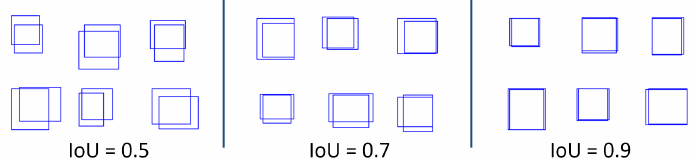 IoU = 0.5
IoU = 0.7
IoU = 0.9